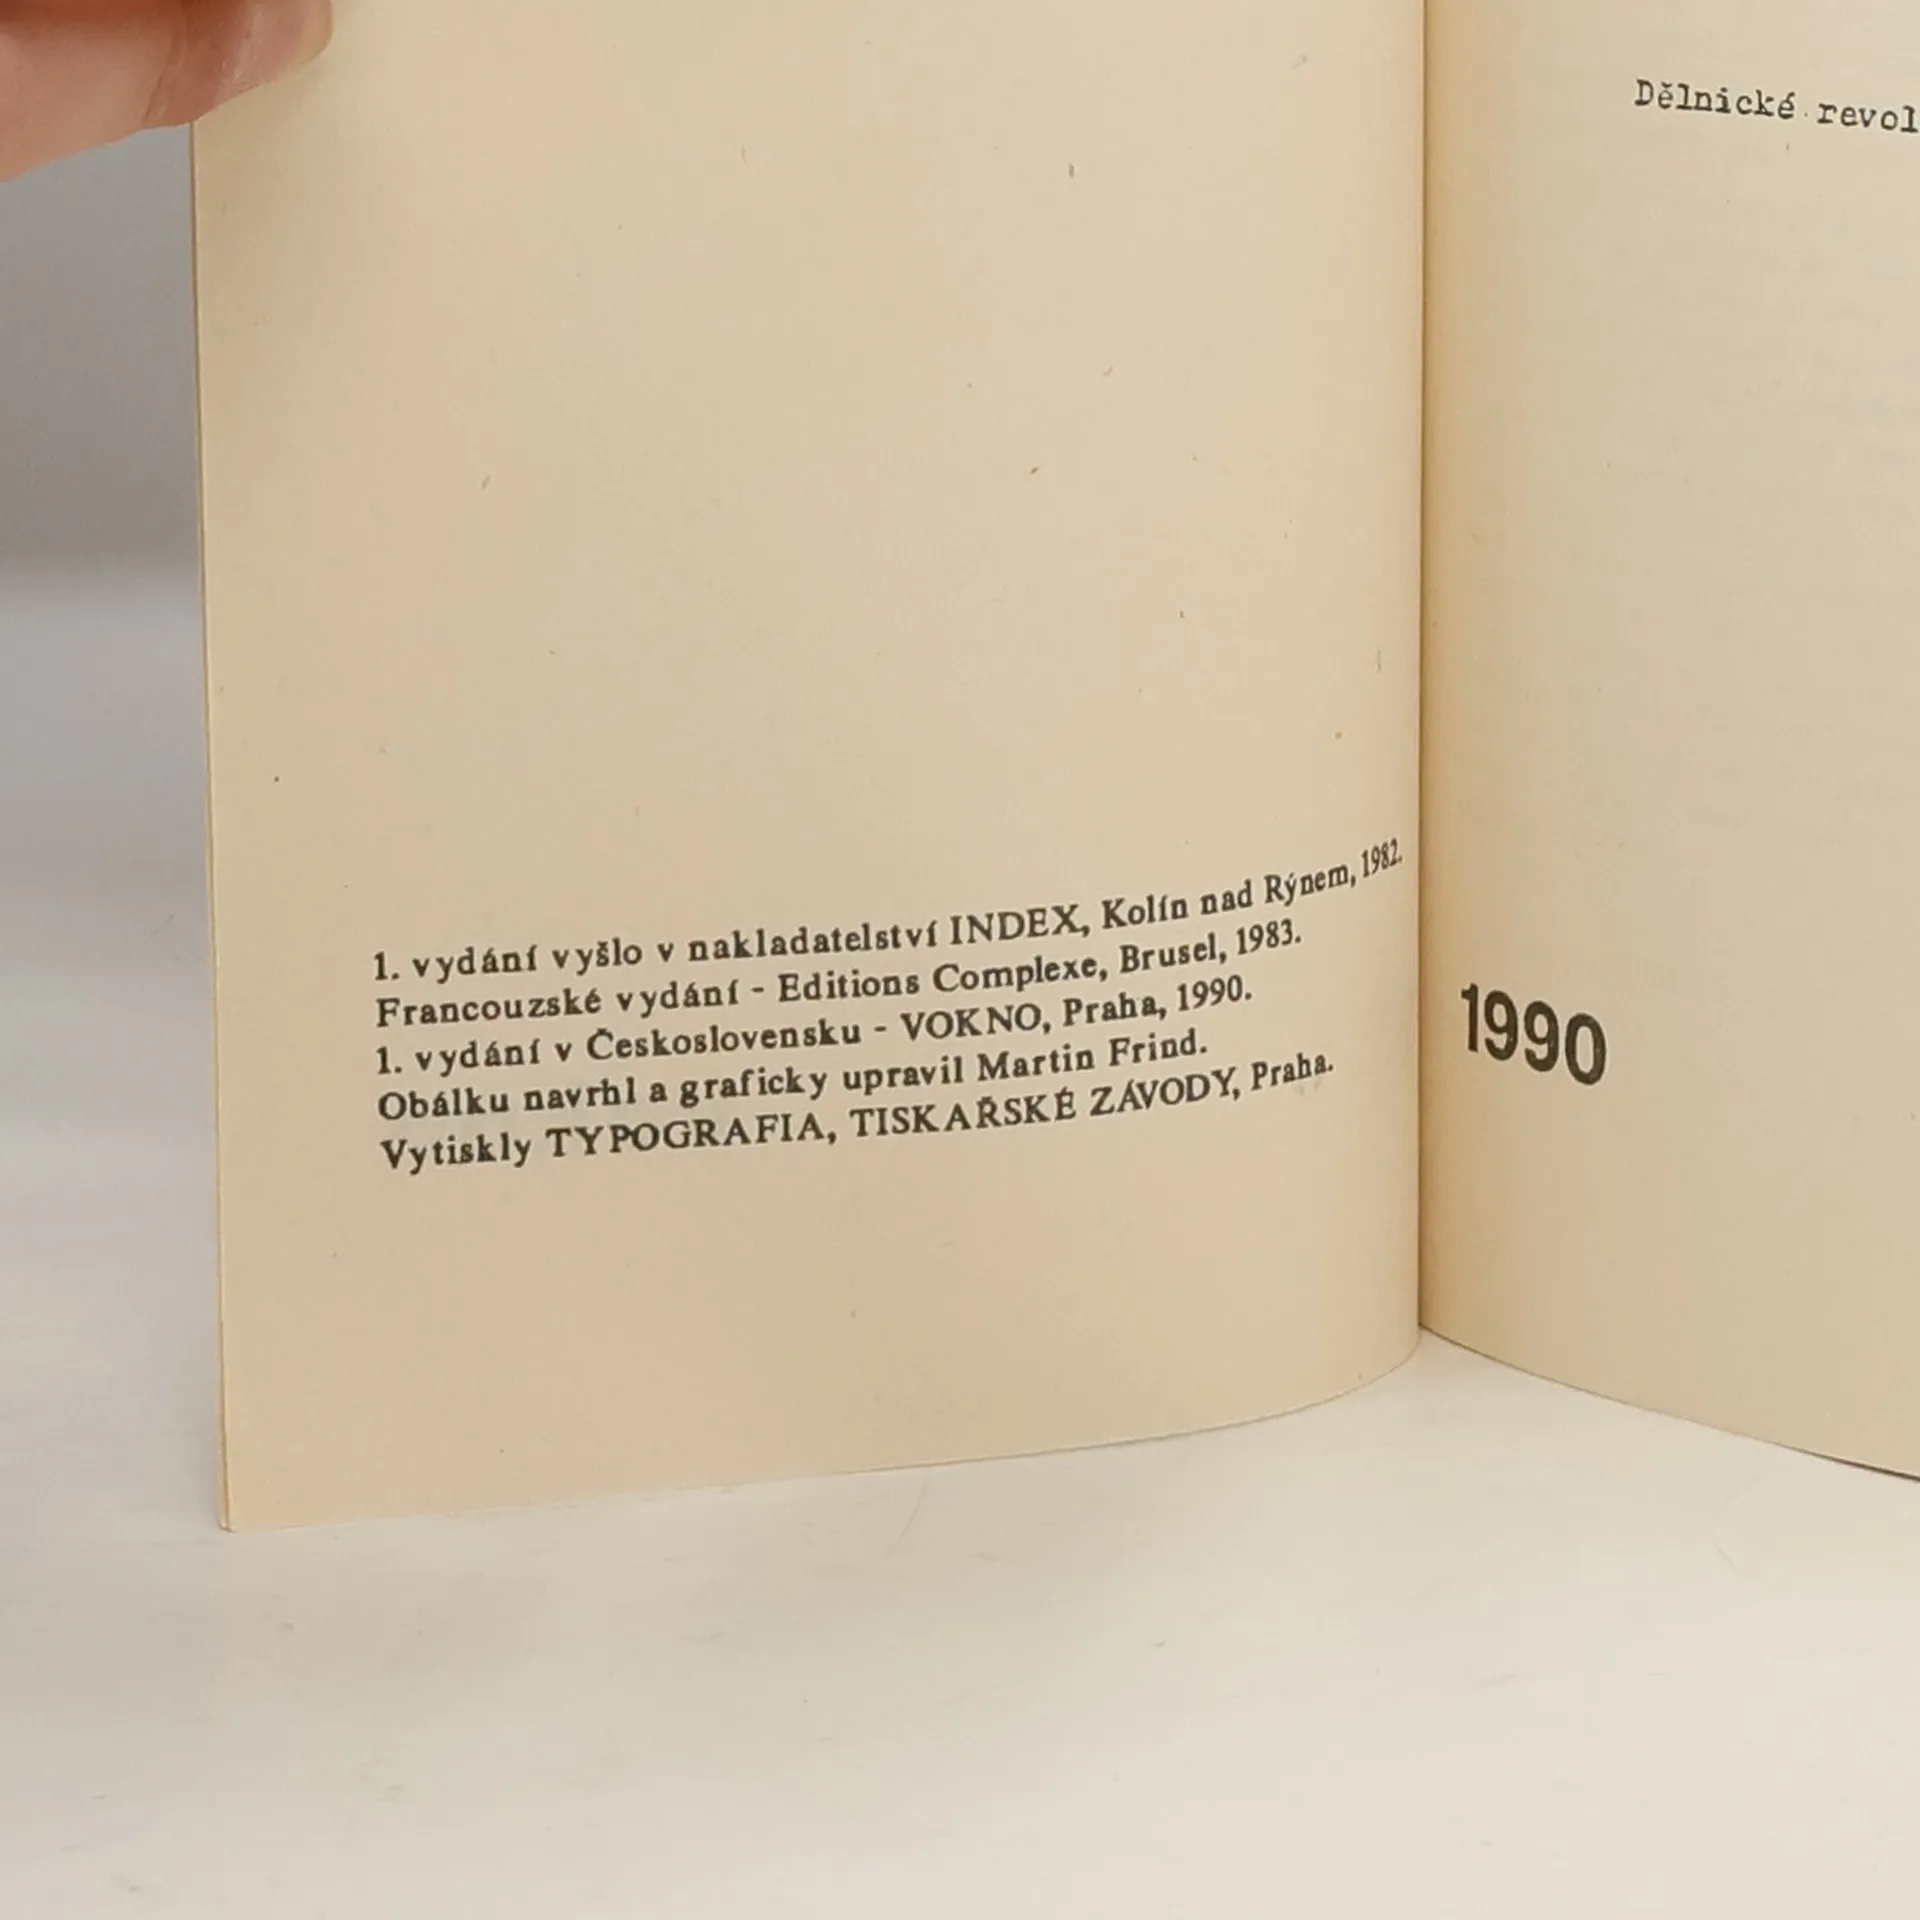 1. vydání vyšlo v nakladatelství INDEX, Kolín nad Rýnem, 1982.
Francouzské vydání - Editions Complexe, Brusel, 1983.
1. vydání v Československu - VOKNO, Praha, 1990.
Obálku navrhl a graficky upravil Martin Frind.
Vytiskly TYPOGRAFIA, TISKAŘSKÉ ZÁVODY, Praha.
Dělnické revol
1990